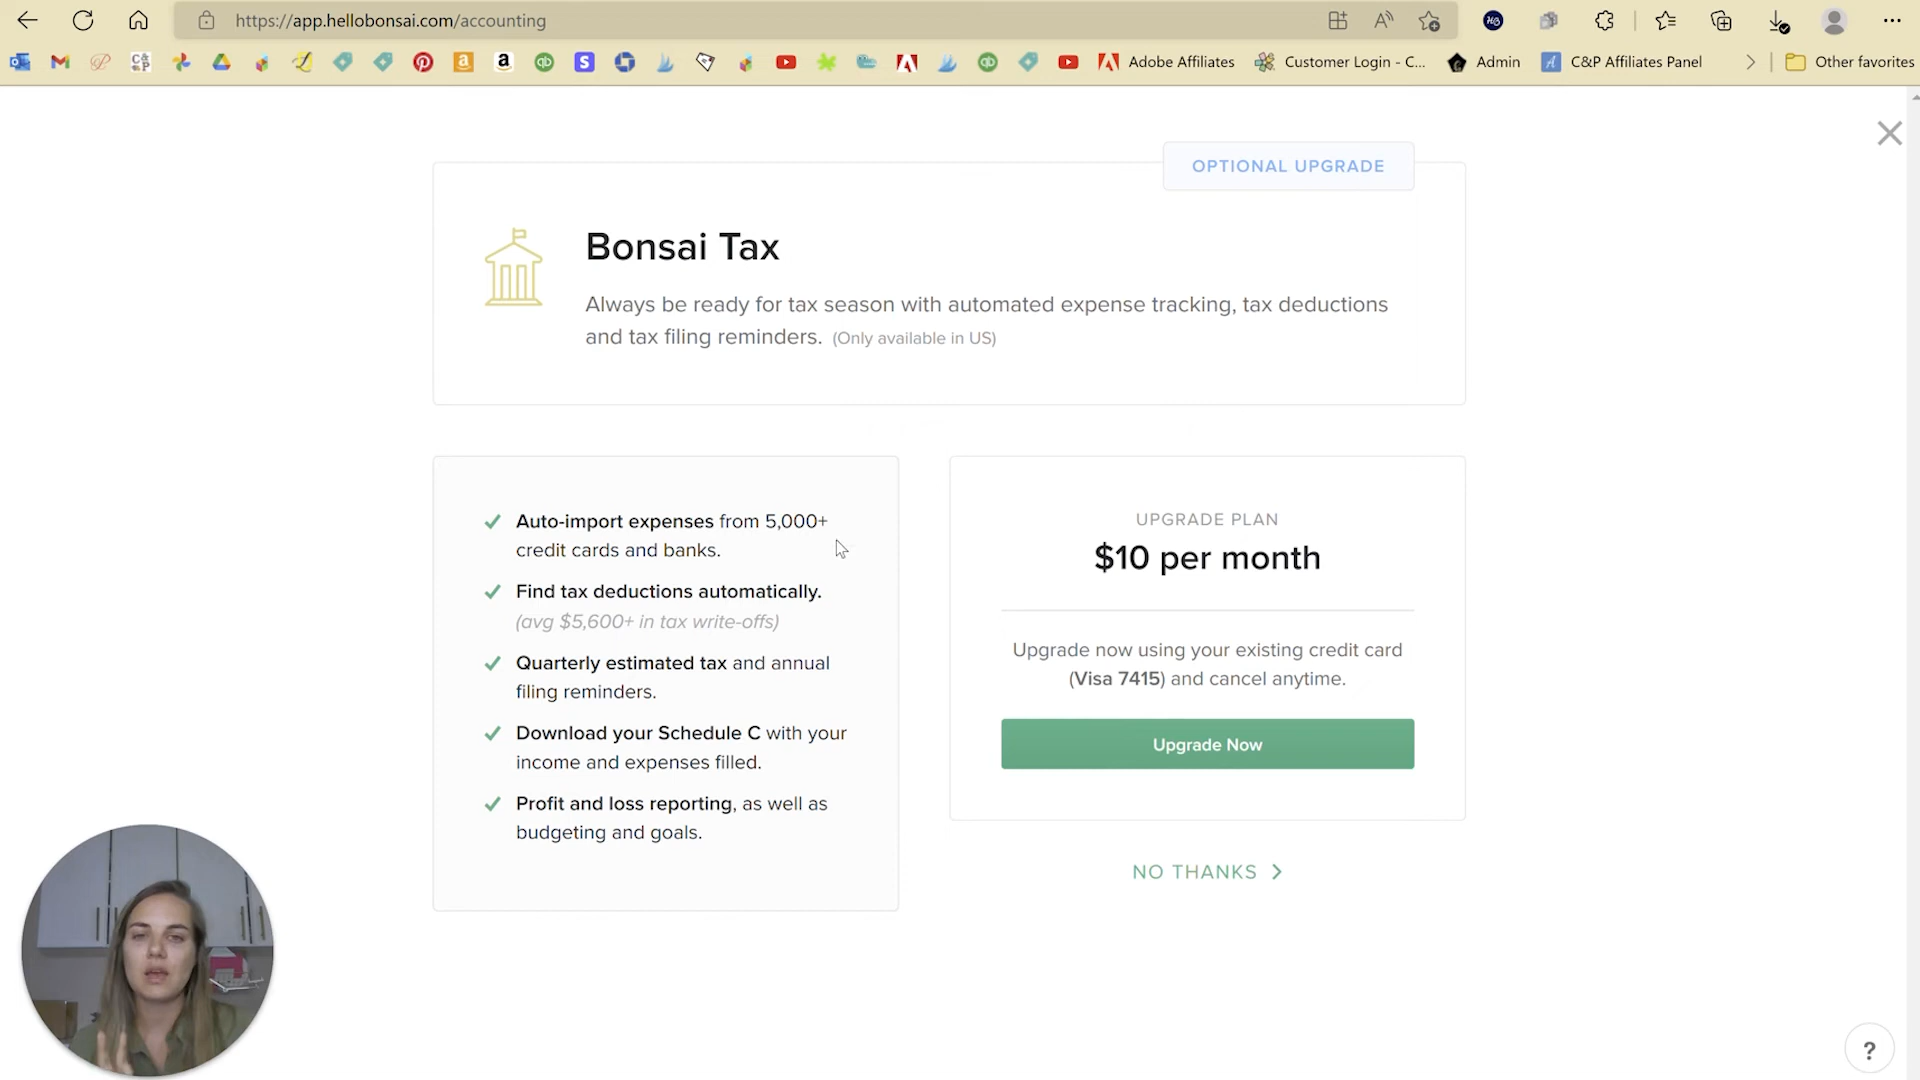 https://app.hellobonsai.com/accounting
Adobe Affiliates
Customer Login - C...
Admin
C&P Affiliates Panel
Other favorites
OPTIONAL UPGRADE
Bonsai Tax
Always be ready for tax season with automated expense tracking, tax deductions
and tax filing reminders. (Only available in US)
Auto-import expenses from 5,000+
credit cards and banks.
Find tax deductions automatically.
(avg $5,600+ in tax write-offs)
Quarterly estimated tax and annual
filing reminders.
Download your Schedule C with your
income and expenses filled.
Profit and loss reporting, as well as
budgeting and goals.
UPGRADE PLAN
$10 per month
Upgrade now using your existing credit card
(Visa 7415) and cancel anytime.
Upgrade Now
NO THANKS
?